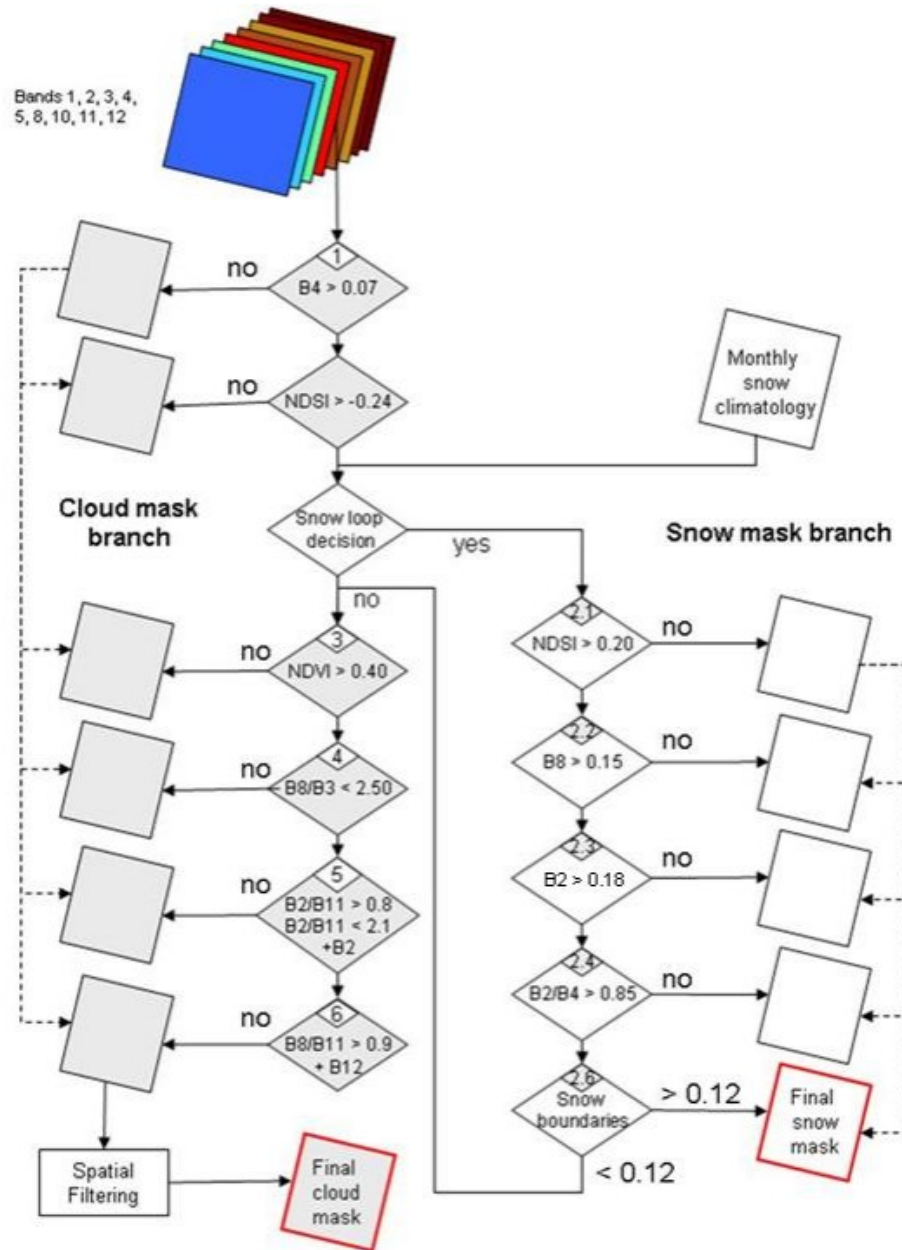 Bands 1, 2, 3, 4,
5, 8, 10, 11, 12
1
no
B4 > 0.07
no
NDSI > -0.24
Monthly
snow
climatology
Cloud mask
branch
Snow loop
decision
yes
Snow mask branch
no
3
no
NDVI > 0.40
2.1
NDSI > 0.20
no
4
no
B8/B3 < 2.50
2.2
B8 > 0.15
no
5
no
B2/B11 > 0.8
B2/B11 < 2.1
+B2
2.3
B2 > 0.18
no
6
no
B8/B11 > 0.9
+ B12
2.4
B2/B4 > 0.85
no
2.6
Snow
boundaries
> 0.12
< 0.12
Final
snow
mask
Spatial
Filtering
Final
cloud
mask